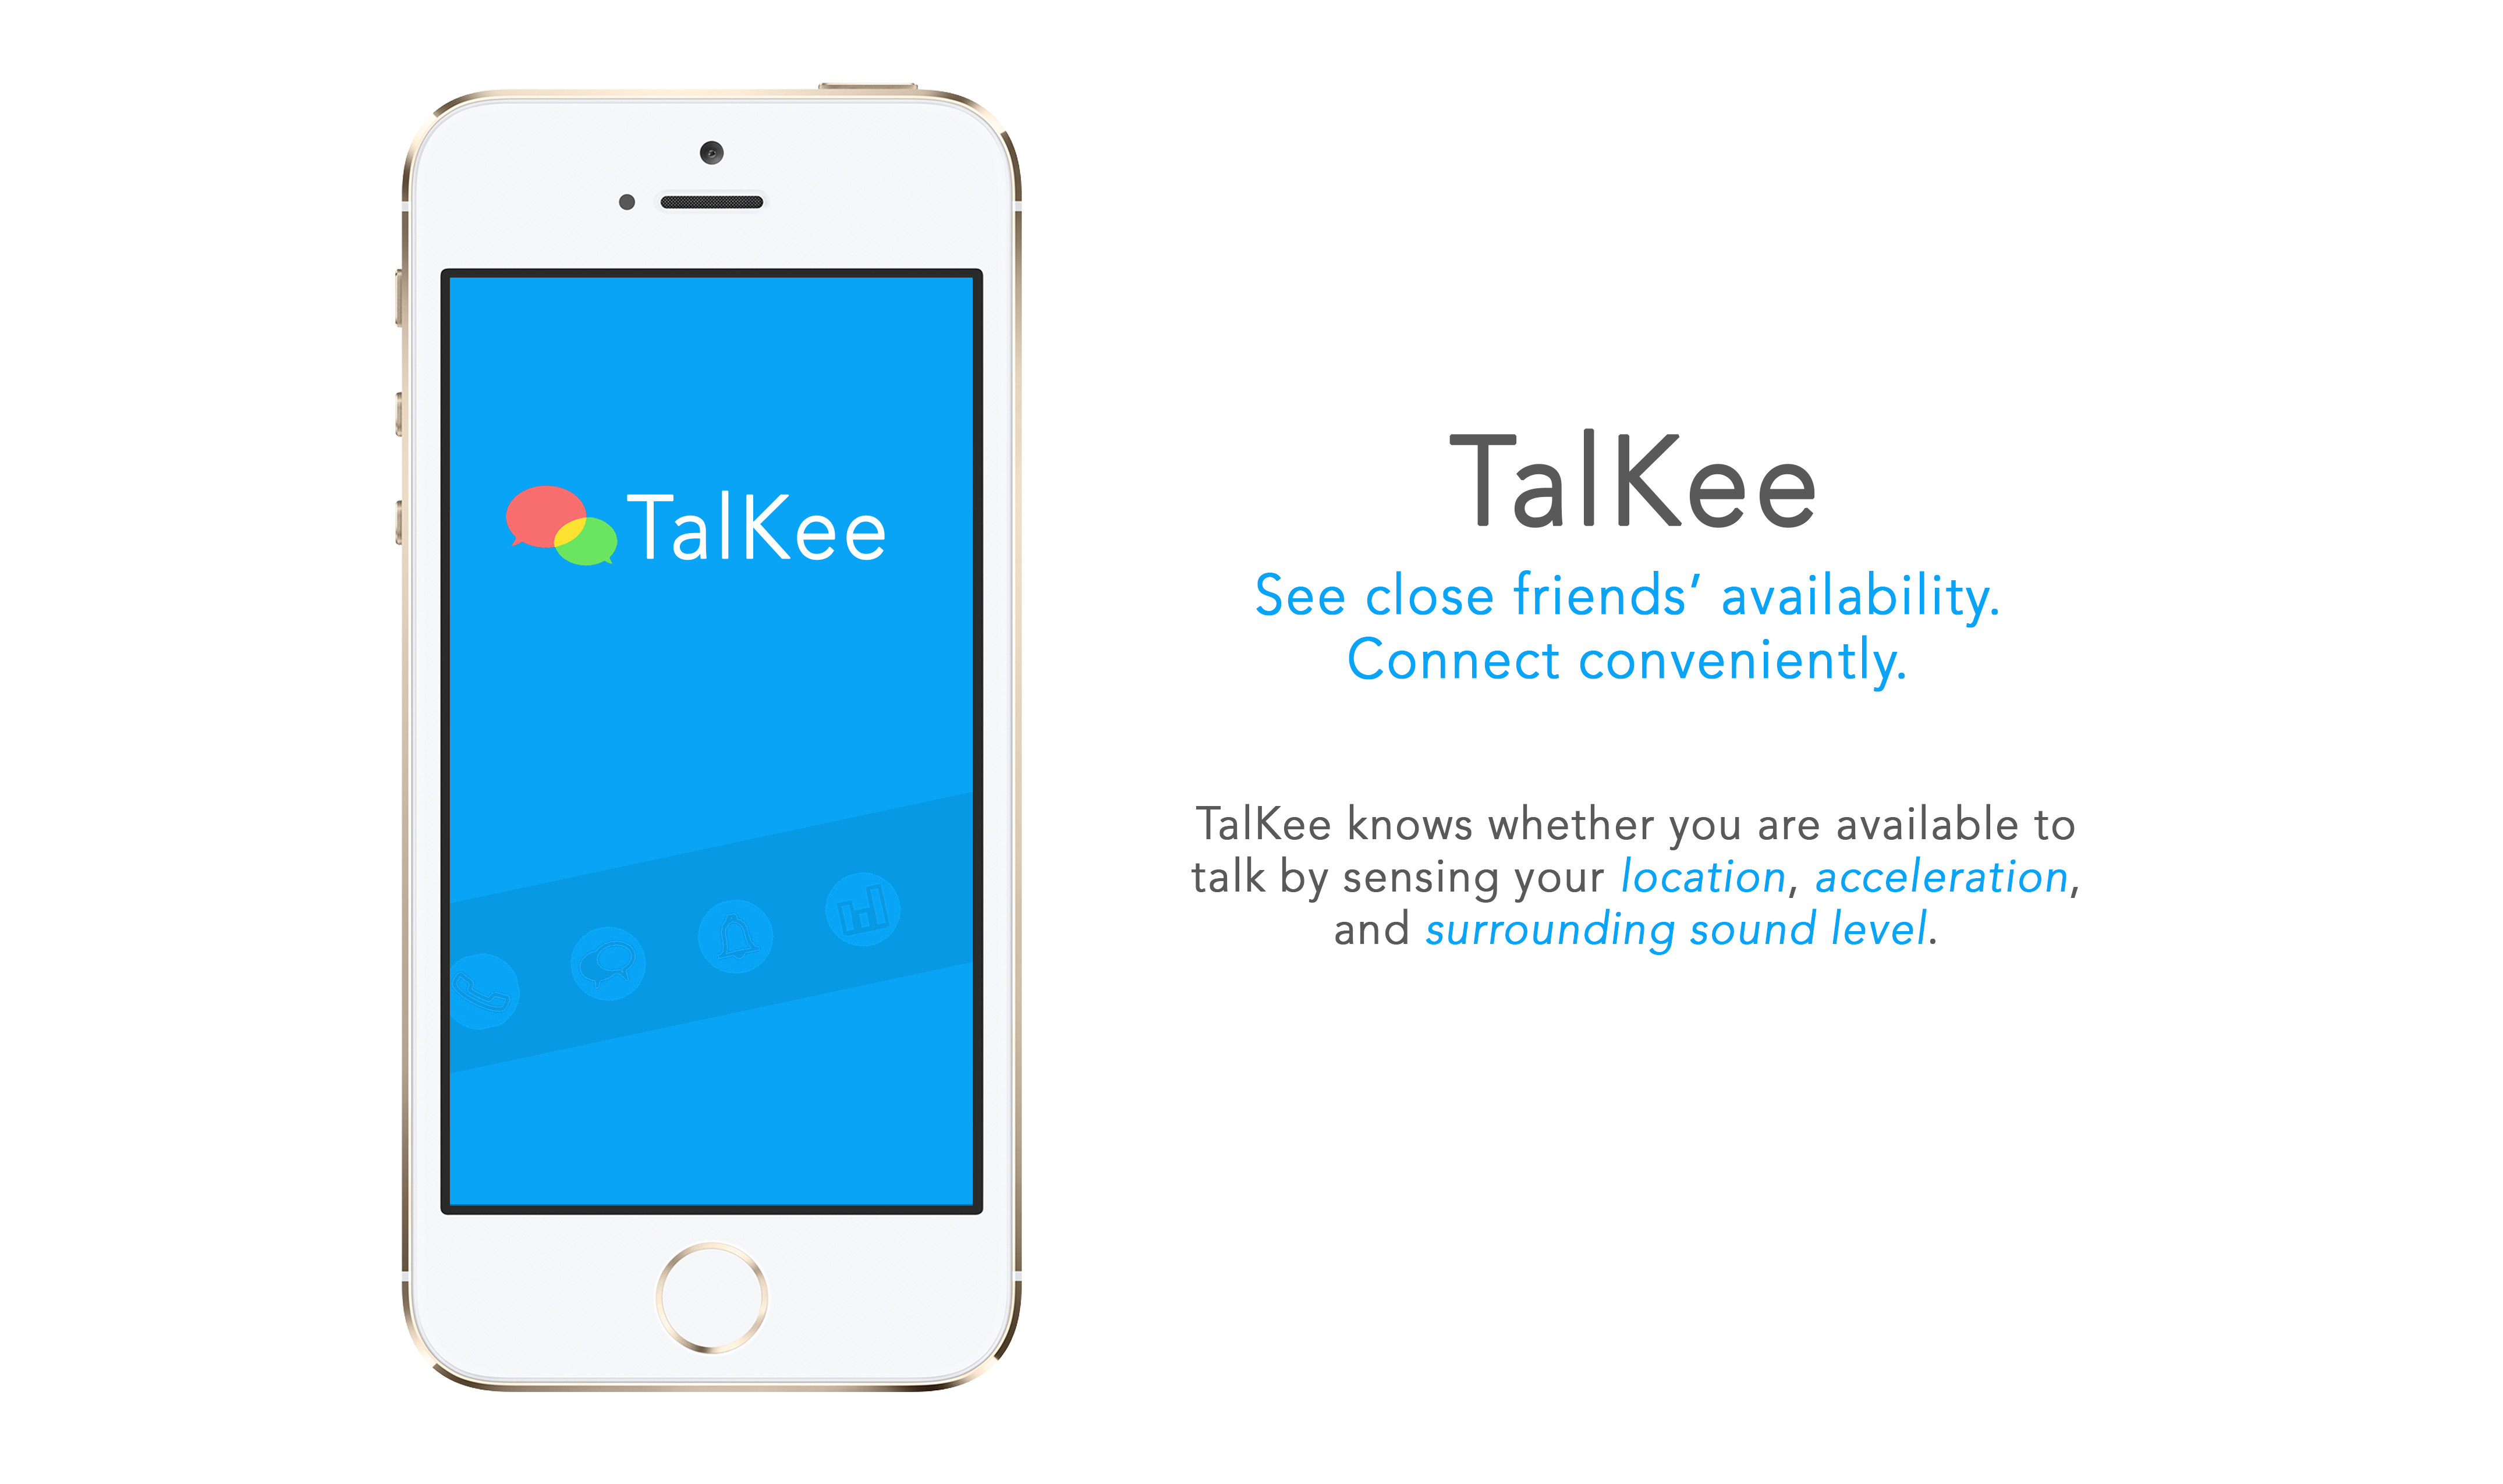 TalKee
TalKee
See close friends’ availability.
Connect conveniently.
TalKee knows whether you are available to
talk by sensing your location, acceleration,
and surrounding sound level.